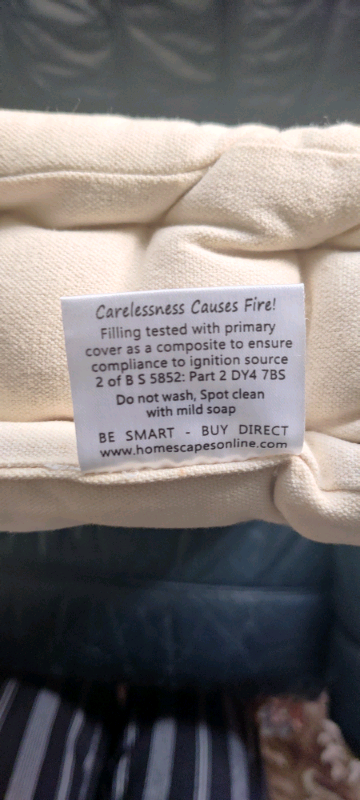 Carelessness Causes Fire!
Filling tested with primary
cover as a composite to ensure
compliance to ignition source
2 of B S 5852: Part 2 DY4 7BS
Do not wash, Spot clean
with mild soap
BE SMART - BUY DIRECT
www.homescapesonline.com